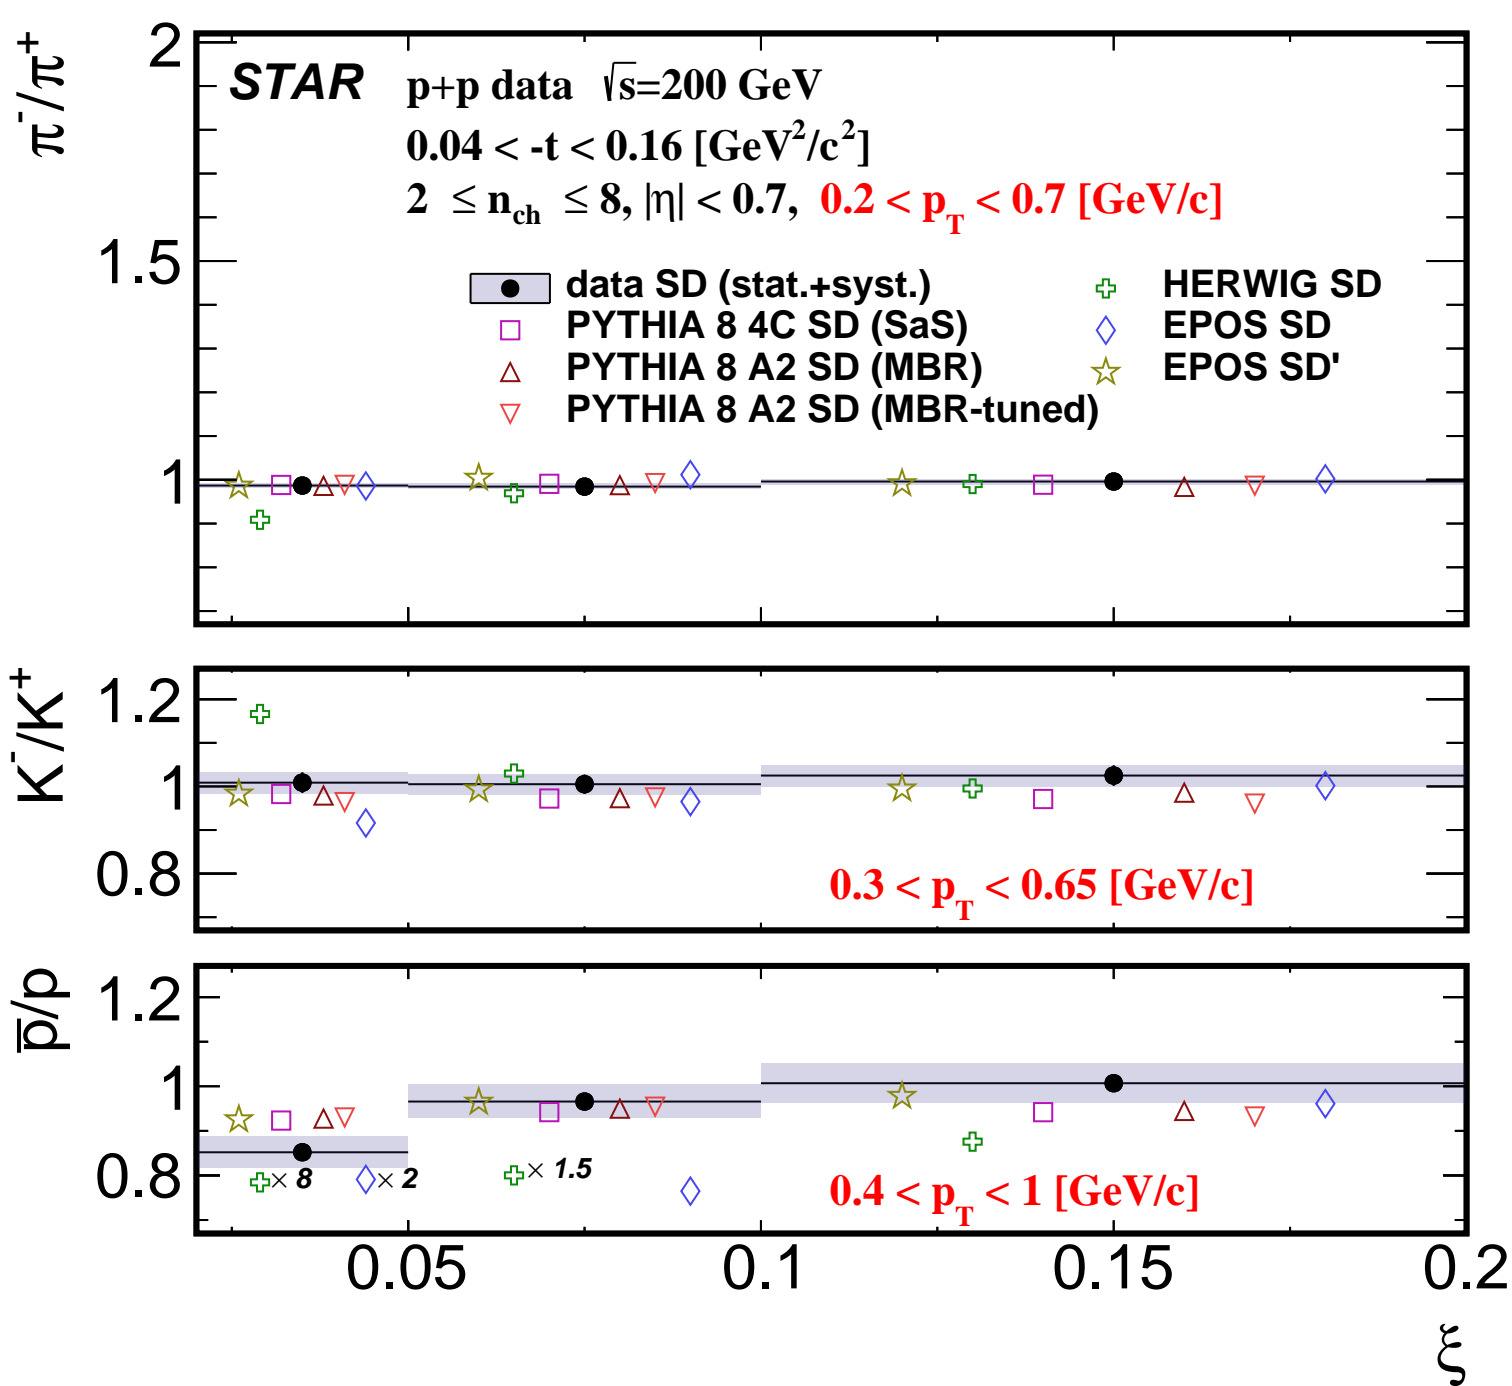 π⁻/π⁺
2
1.5
1
STAR p+p data √s=200 GeV
0.04 < -t < 0.16 [GeV²/c²]
2 ≤ n_ch ≤ 8, |η| < 0.7, 0.2 < p_T < 0.7 [GeV/c]
data SD (stat.+syst.)
PYTHIA 8 4C SD (SaS)
PYTHIA 8 A2 SD (MBR)
PYTHIA 8 A2 SD (MBR-tuned)
HERWIG SD
EPOS SD
EPOS SD'
K⁻/K⁺
1.2
1
0.8
0.3 < p_T < 0.65 [GeV/c]
p̅/p
1.2
1
0.8
× 8
× 2
× 1.5
0.4 < p_T < 1 [GeV/c]
0.05 0.1 0.15 0.2
ξ